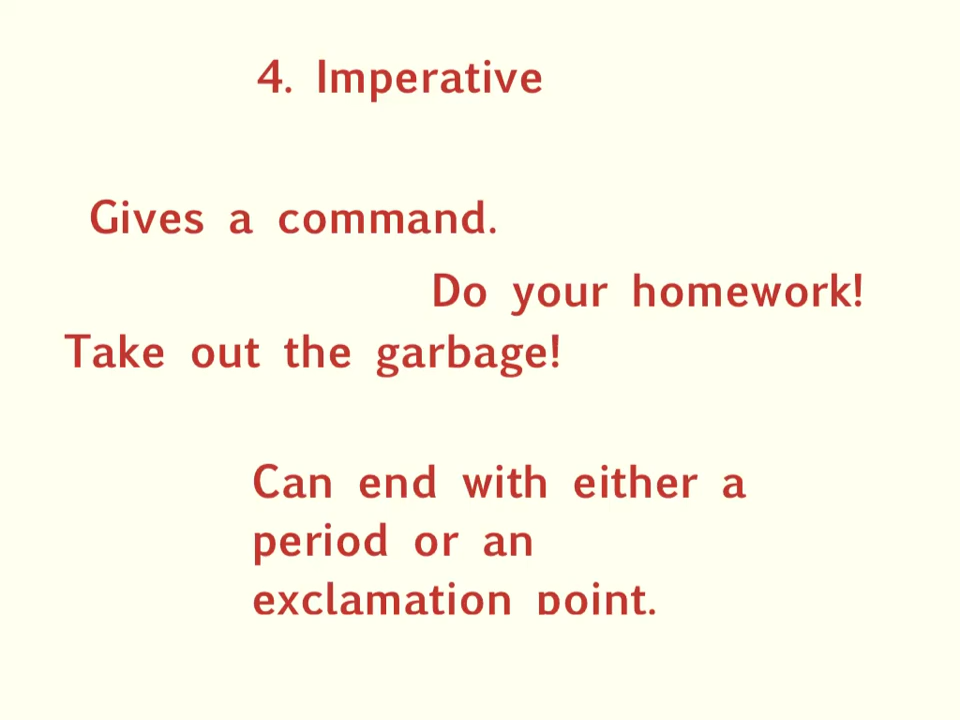 4. Imperative
Gives a command.
Do your homework!
Take out the garbage!
Can end with either a
period or an
exclamation point.